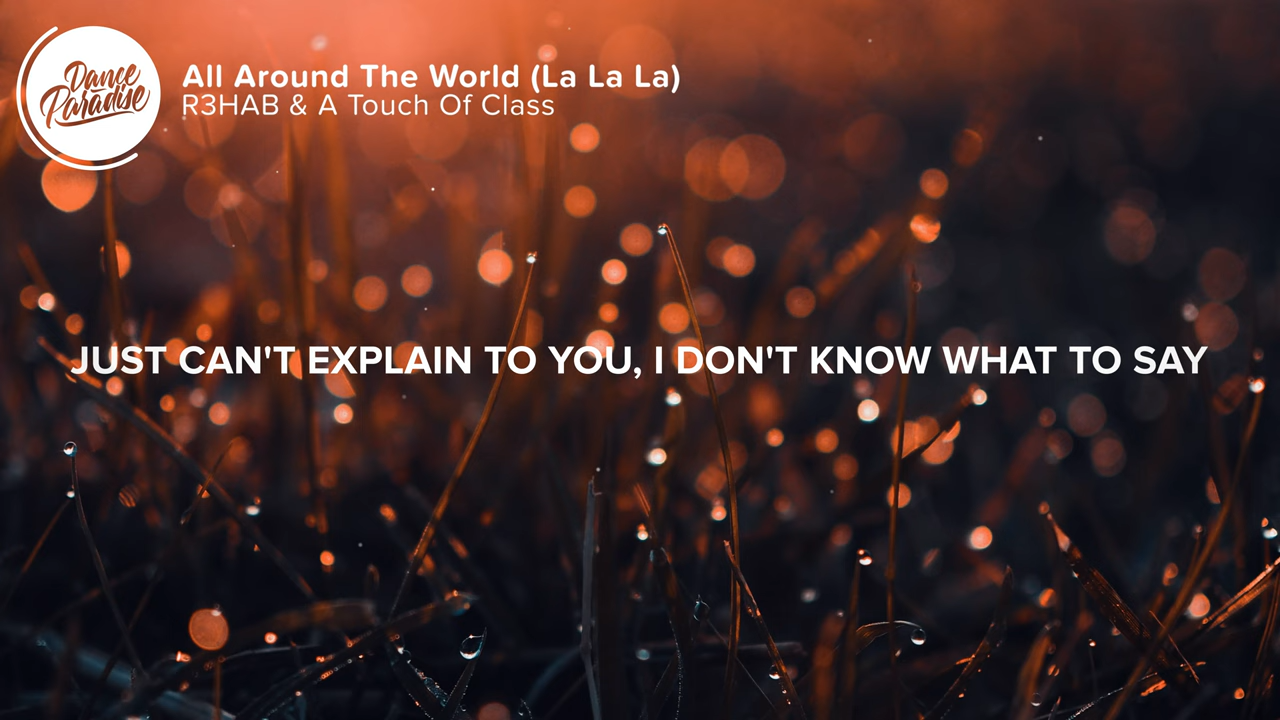 Dance
Paradise
All Around The World (La La La)
R3HAB & A Touch Of Class
JUST CAN'T EXPLAIN TO YOU, I DON'T KNOW WHAT TO SAY